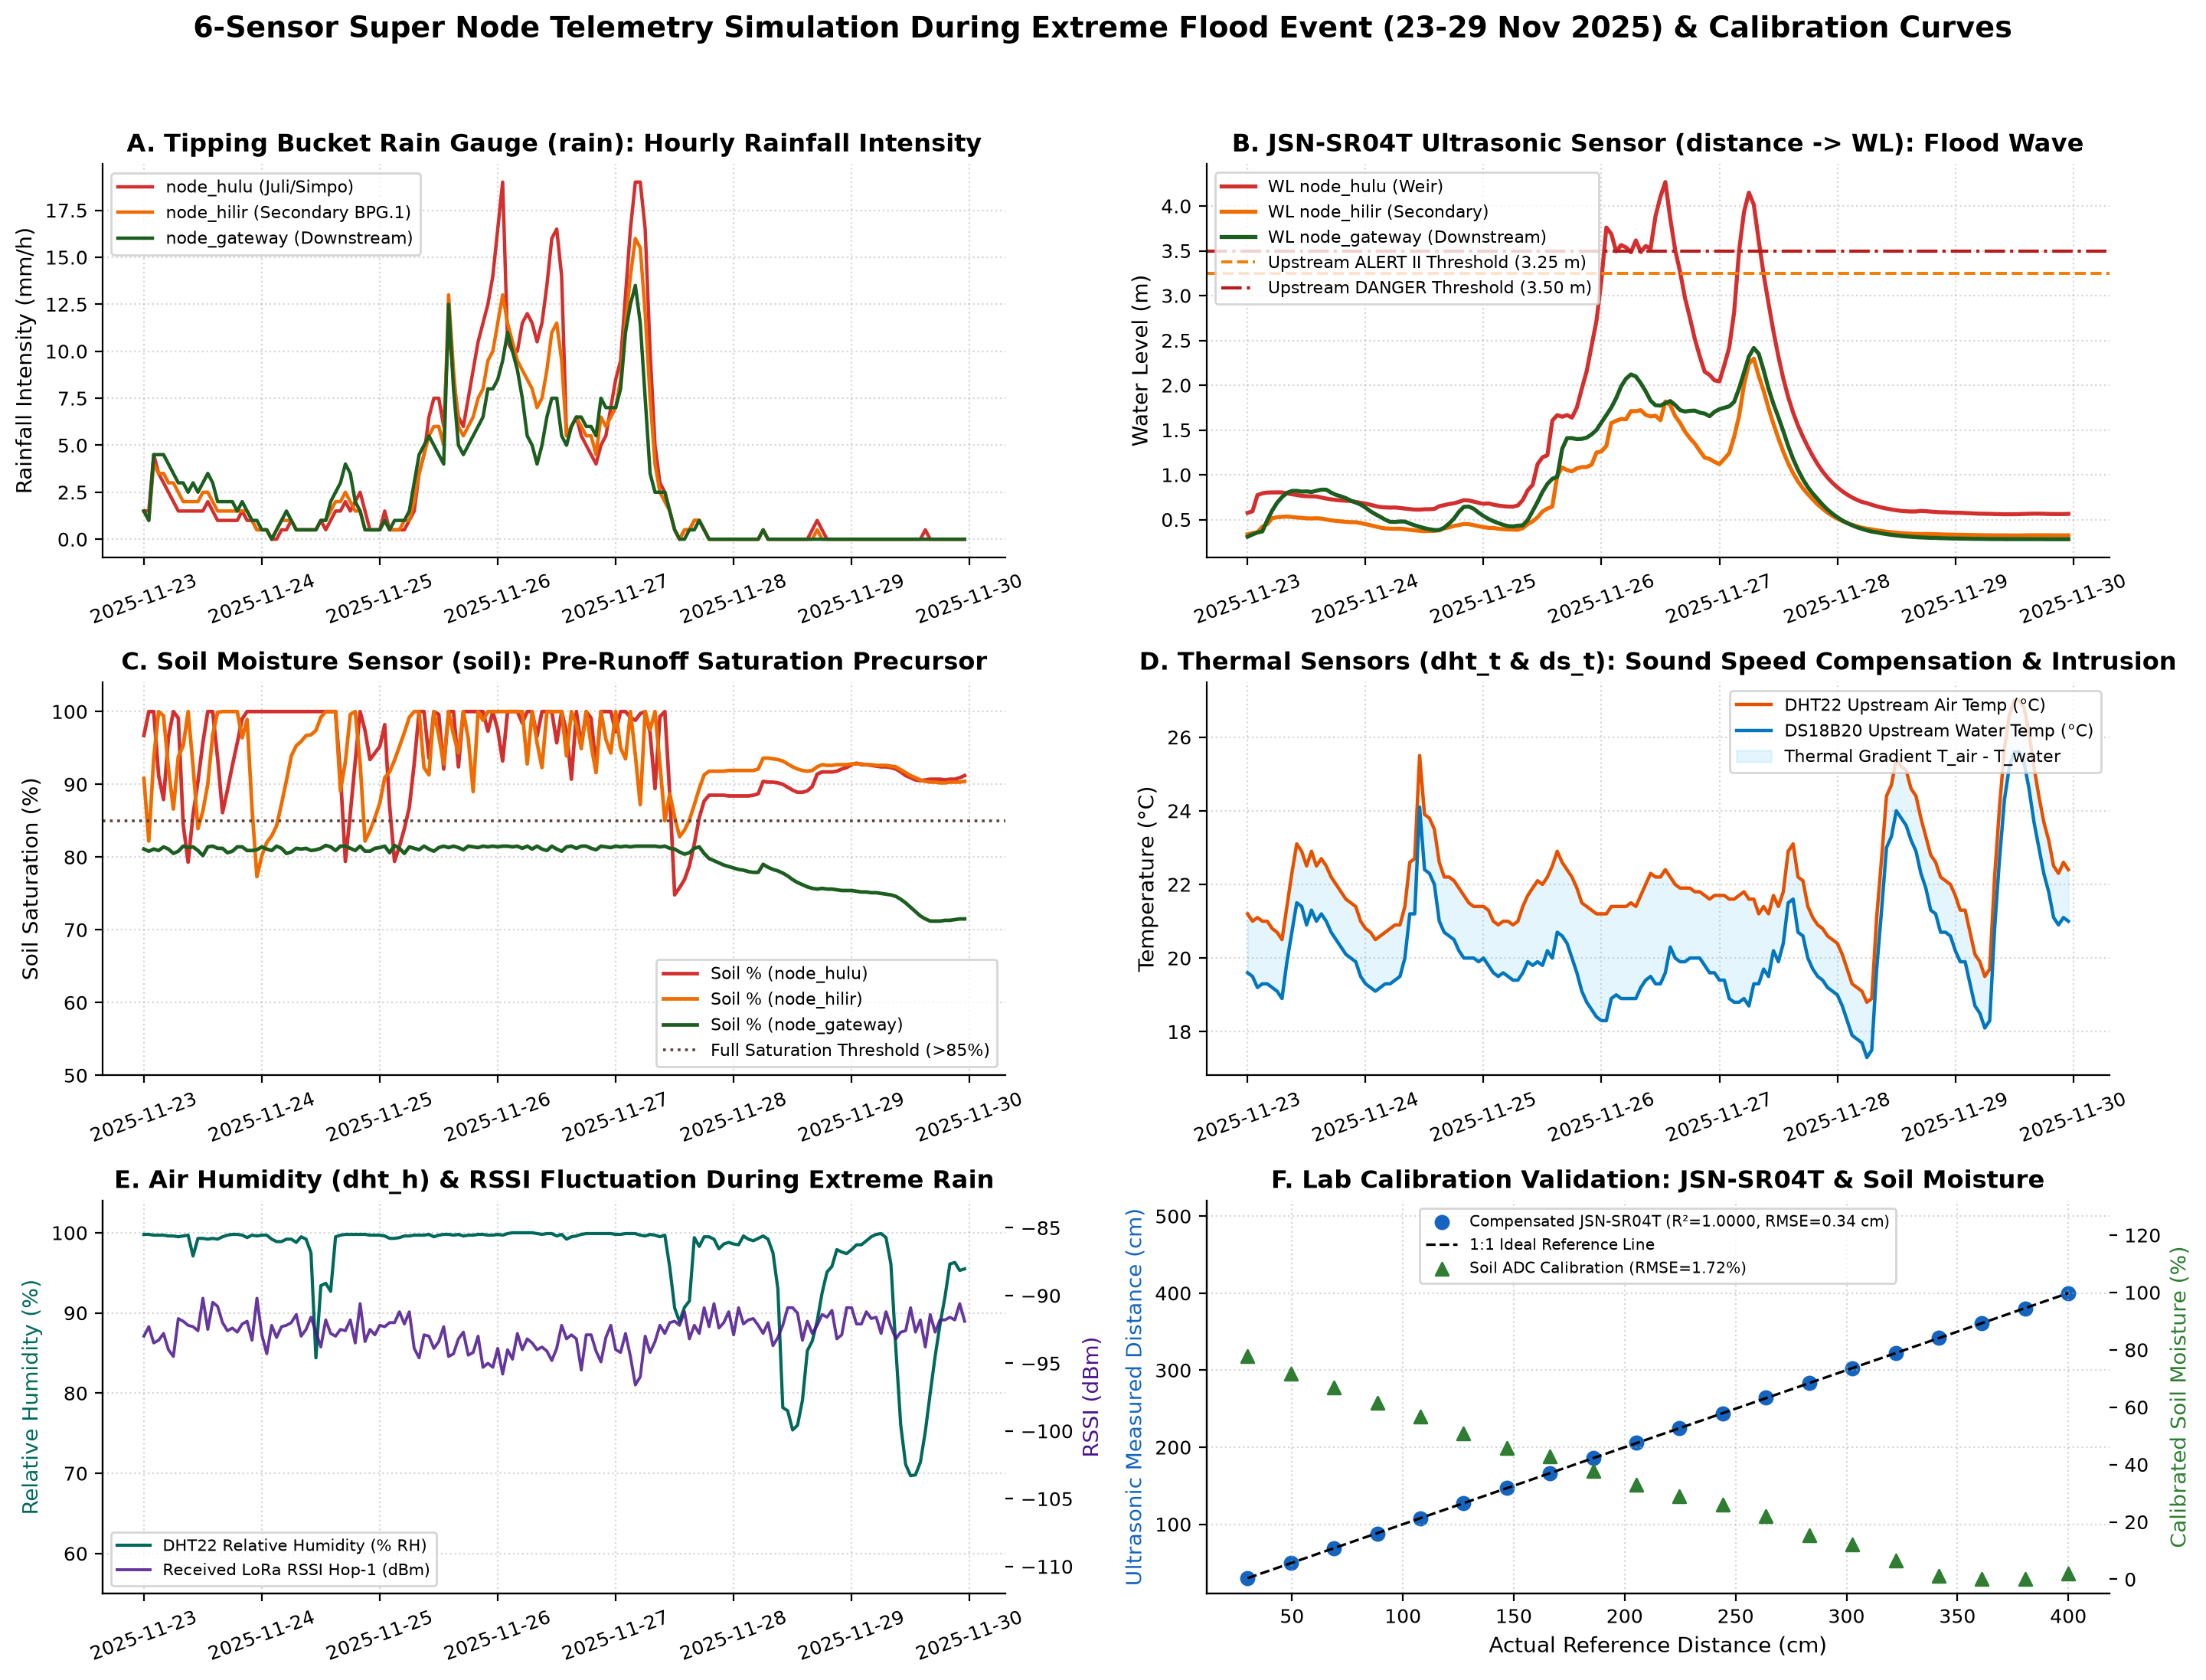 6-Sensor Super Node Telemetry Simulation During Extreme Flood Event (23-29 Nov 2025) & Calibration Curves
A. Tipping Bucket Rain Gauge (rain): Hourly Rainfall Intensity
node_hulu (Juli/Simpo)
node_hilir (Secondary BPG.1)
node_gateway (Downstream)
Rainfall Intensity (mm/h)
17.5
15.0
12.5
10.0
7.5
5.0
2.5
0.0
2025-11-23
2025-11-24
2025-11-25
2025-11-26
2025-11-27
2025-11-28
2025-11-29
2025-11-30
B. JSN-SR04T Ultrasonic Sensor (distance -> WL): Flood Wave
WL node_hulu (Weir)
WL node_hilir (Secondary)
WL node_gateway (Downstream)
Upstream ALERT II Threshold (3.25 m)
Upstream DANGER Threshold (3.50 m)
Water Level (m)
4.0
3.5
3.0
2.5
2.0
1.5
1.0
0.5
2025-11-23
2025-11-24
2025-11-25
2025-11-26
2025-11-27
2025-11-28
2025-11-29
2025-11-30
C. Soil Moisture Sensor (soil): Pre-Runoff Saturation Precursor
Soil Saturation (%)
100
90
80
70
60
50
Soil % (node_hulu)
Soil % (node_hilir)
Soil % (node_gateway)
Full Saturation Threshold (>85%)
2025-11-23
2025-11-24
2025-11-25
2025-11-26
2025-11-27
2025-11-28
2025-11-29
2025-11-30
D. Thermal Sensors (dht_t & ds_t): Sound Speed Compensation & Intrusion
DHT22 Upstream Air Temp (°C)
DS18B20 Upstream Water Temp (°C)
Thermal Gradient T_air - T_water
Temperature (°C)
26
24
22
20
18
2025-11-23
2025-11-24
2025-11-25
2025-11-26
2025-11-27
2025-11-28
2025-11-29
2025-11-30
E. Air Humidity (dht_h) & RSSI Fluctuation During Extreme Rain
Relative Humidity (%)
100
90
80
70
60
DHT22 Relative Humidity (% RH)
Received LoRa RSSI Hop-1 (dBm)
−85
−90
−95
−100
−105
−110
RSSI (dBm)
2025-11-23
2025-11-24
2025-11-25
2025-11-26
2025-11-27
2025-11-28
2025-11-29
2025-11-30
F. Lab Calibration Validation: JSN-SR04T & Soil Moisture
Compensated JSN-SR04T (R²=1.0000, RMSE=0.34 cm)
1:1 Ideal Reference Line
Soil ADC Calibration (RMSE=1.72%)
Ultrasonic Measured Distance (cm)
500
400
300
200
100
120
100
80
60
40
20
0
Calibrated Soil Moisture (%)
50
100
150
200
250
300
350
400
Actual Reference Distance (cm)